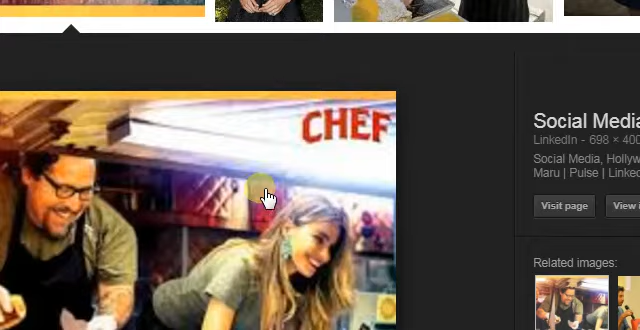 CHEF
Social Media
LinkedIn - 698 × 400
Social Media, Hollyw
Maru | Pulse | Linked
Visit page
View i
Related images: